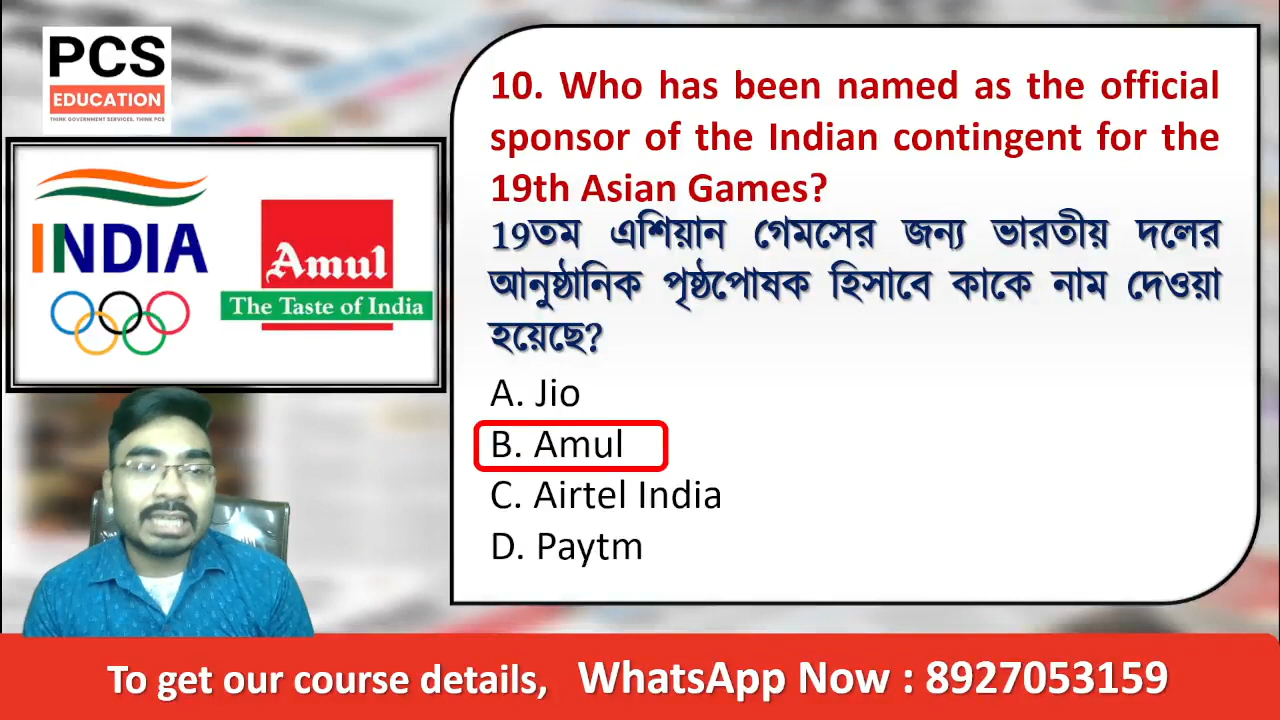 PCS
EDUCATION
THINK GOVERNMENT SERVICES. THINK PCS
INDIA
Amul
The Taste of India
10. Who has been named as the official
sponsor of the Indian contingent for the
19th Asian Games?
19তম এশিয়ান গেমসের জন্য ভারতীয় দলের
আনুষ্ঠানিক পৃষ্ঠপোষক হিসাবে কাকে নাম দেওয়া
হয়েছে?
A. Jio
B. Amul
C. Airtel India
D. Paytm
To get our course details, WhatsApp Now : 8927053159